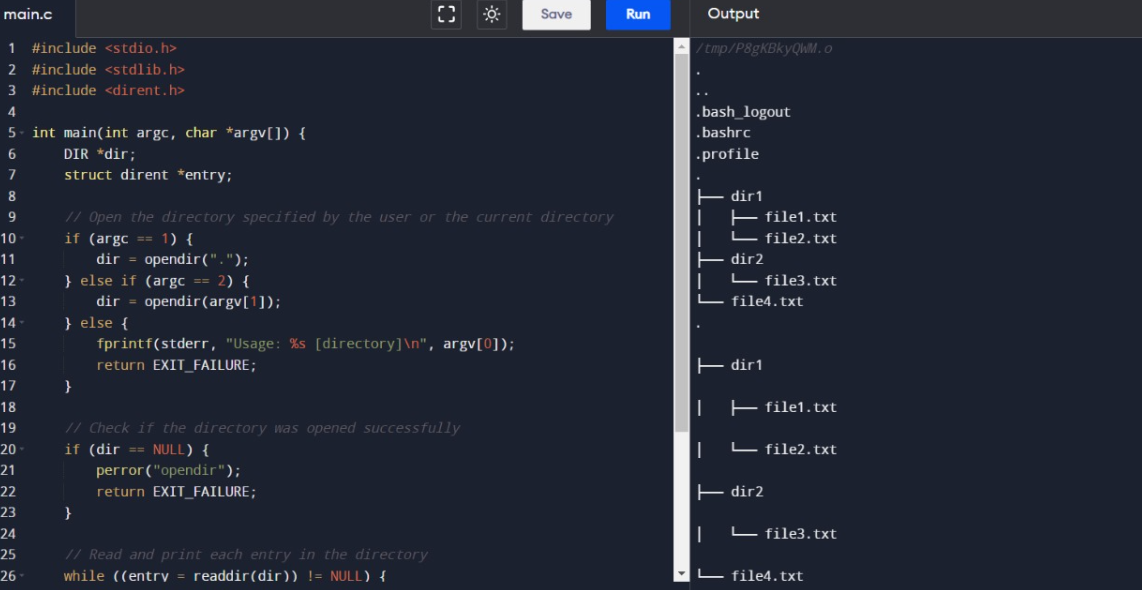 main.c
Save
Run
Output
1 #include <stdio.h>
2 #include <stdlib.h>
3 #include <dirent.h>
4
5 int main(int argc, char *argv[]) {
6     DIR *dir;
7     struct dirent *entry;
8
9     // Open the directory specified by the user or the current directory
10     if (argc == 1) {
11         dir = opendir(".");
12     } else if (argc == 2) {
13         dir = opendir(argv[1]);
14     } else {
15         fprintf(stderr, "Usage: %s [directory]\n", argv[0]);
16         return EXIT_FAILURE;
17     }
18
19     // Check if the directory was opened successfully
20     if (dir == NULL) {
21         perror("opendir");
22         return EXIT_FAILURE;
23     }
24
25     // Read and print each entry in the directory
26     while ((entry = readdir(dir)) != NULL) {
/tmp/P8gKBkyQWM.o
.
..
.bash_logout
.bashrc
.profile
.
├── dir1
│   ├── file1.txt
│   └── file2.txt
├── dir2
│   └── file3.txt
└── file4.txt
.
├── dir1
│   ├── file1.txt
│   └── file2.txt
├── dir2
│   └── file3.txt
└── file4.txt